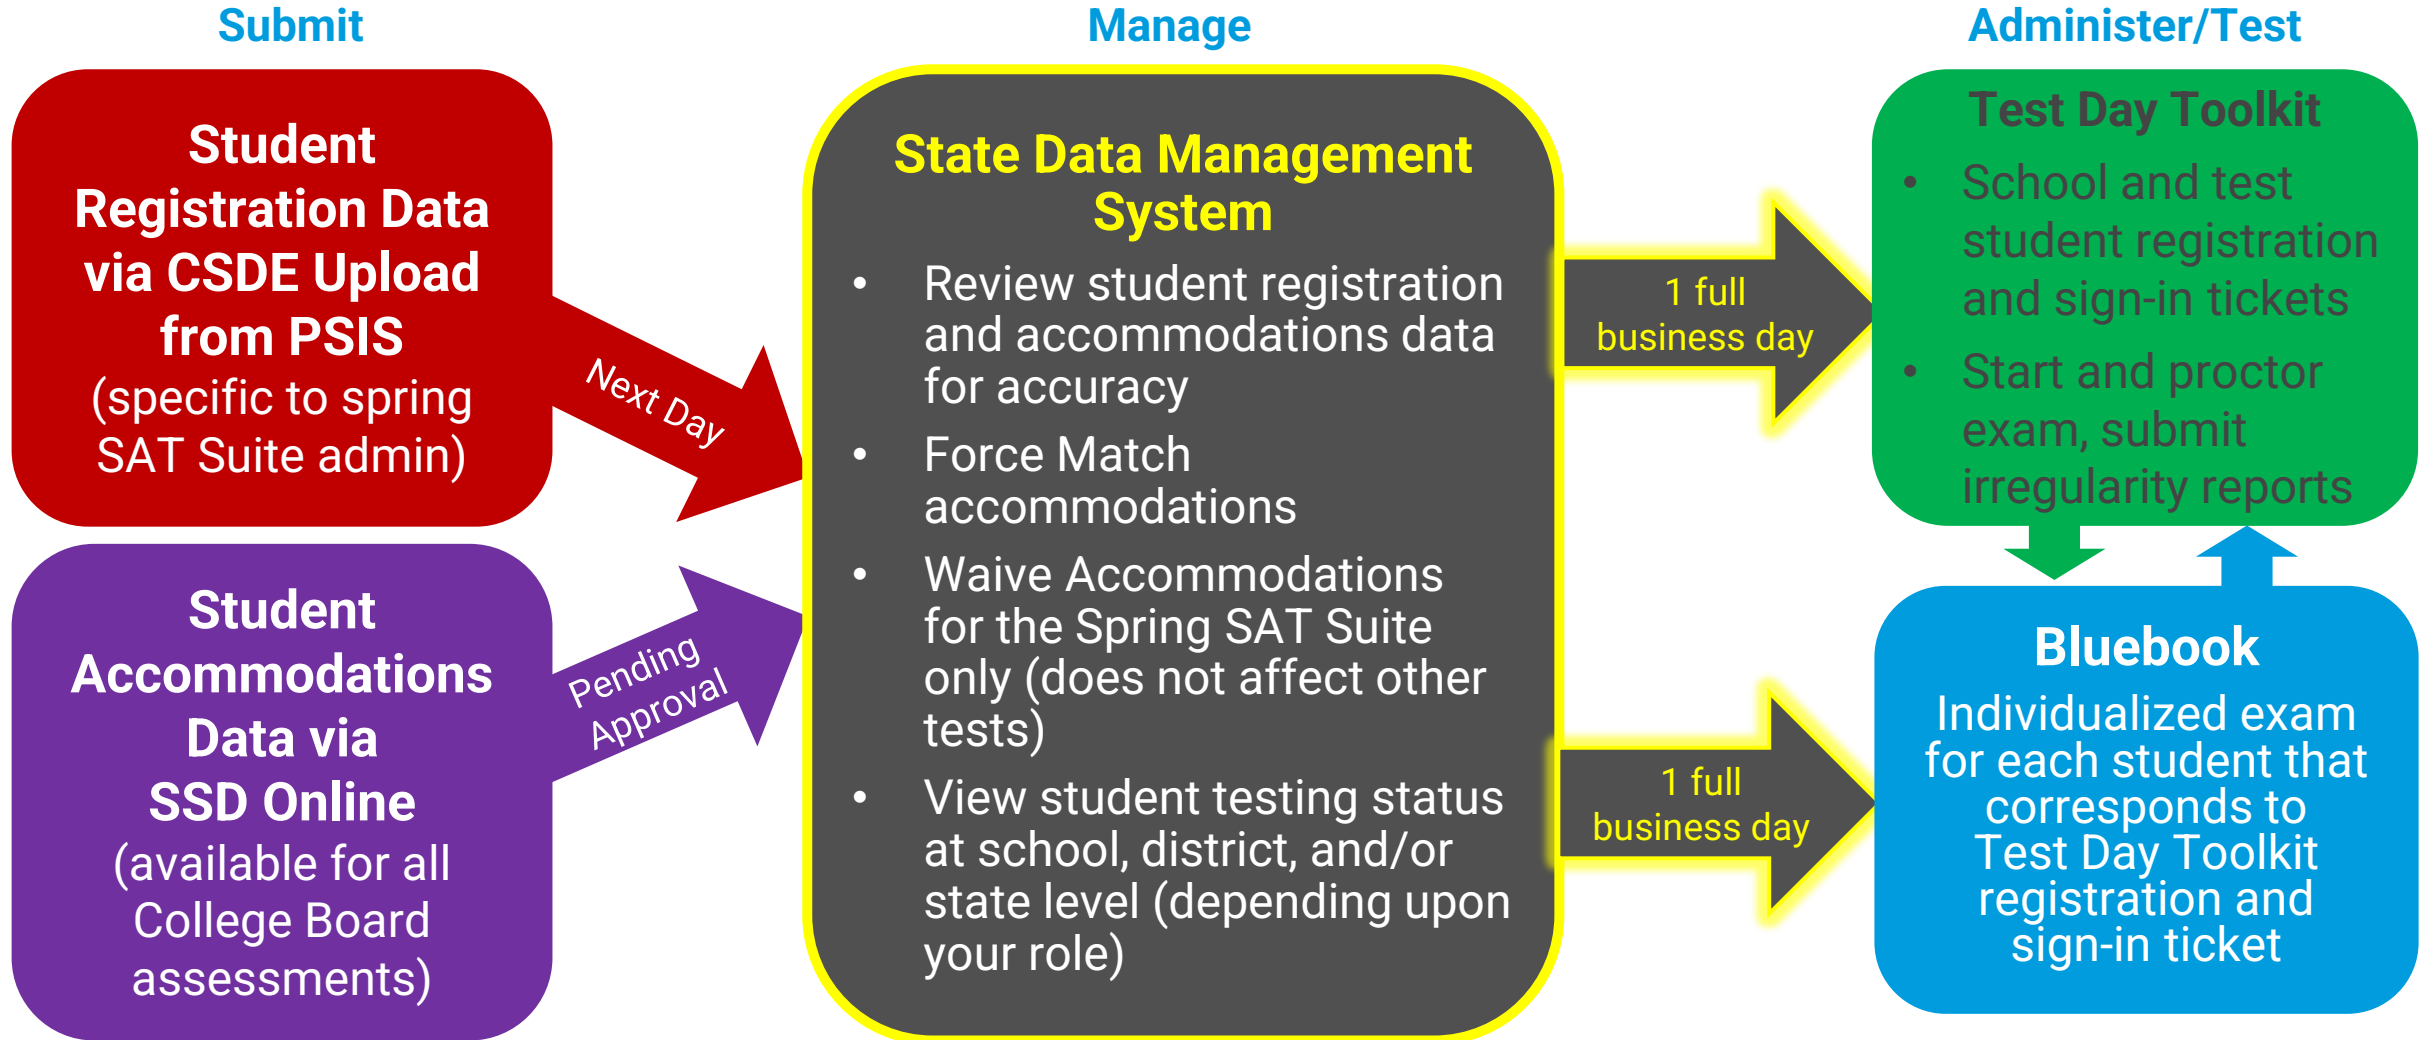 Submit
Student
Registration Data
via CSDE Upload
from PSIS
(specific to spring
SAT Suite admin)
Next Day
Student
Accommodations
Data via
SSD Online
(available for all
College Board
assessments)
Pending
Approval
Manage
State Data Management
System
• Review student registration
and accommodations data
for accuracy
• Force Match
accommodations
• Waive Accommodations
for the Spring SAT Suite
only (does not affect other
tests)
• View student testing status
at school, district, and/or
state level (depending upon
your role)
1 full
business day
1 full
business day
Administer/Test
Test Day Toolkit
• School and test
student registration
and sign-in tickets
• Start and proctor
exam, submit
irregularity reports
Bluebook
Individualized exam
for each student that
corresponds to
Test Day Toolkit
registration and
sign-in ticket